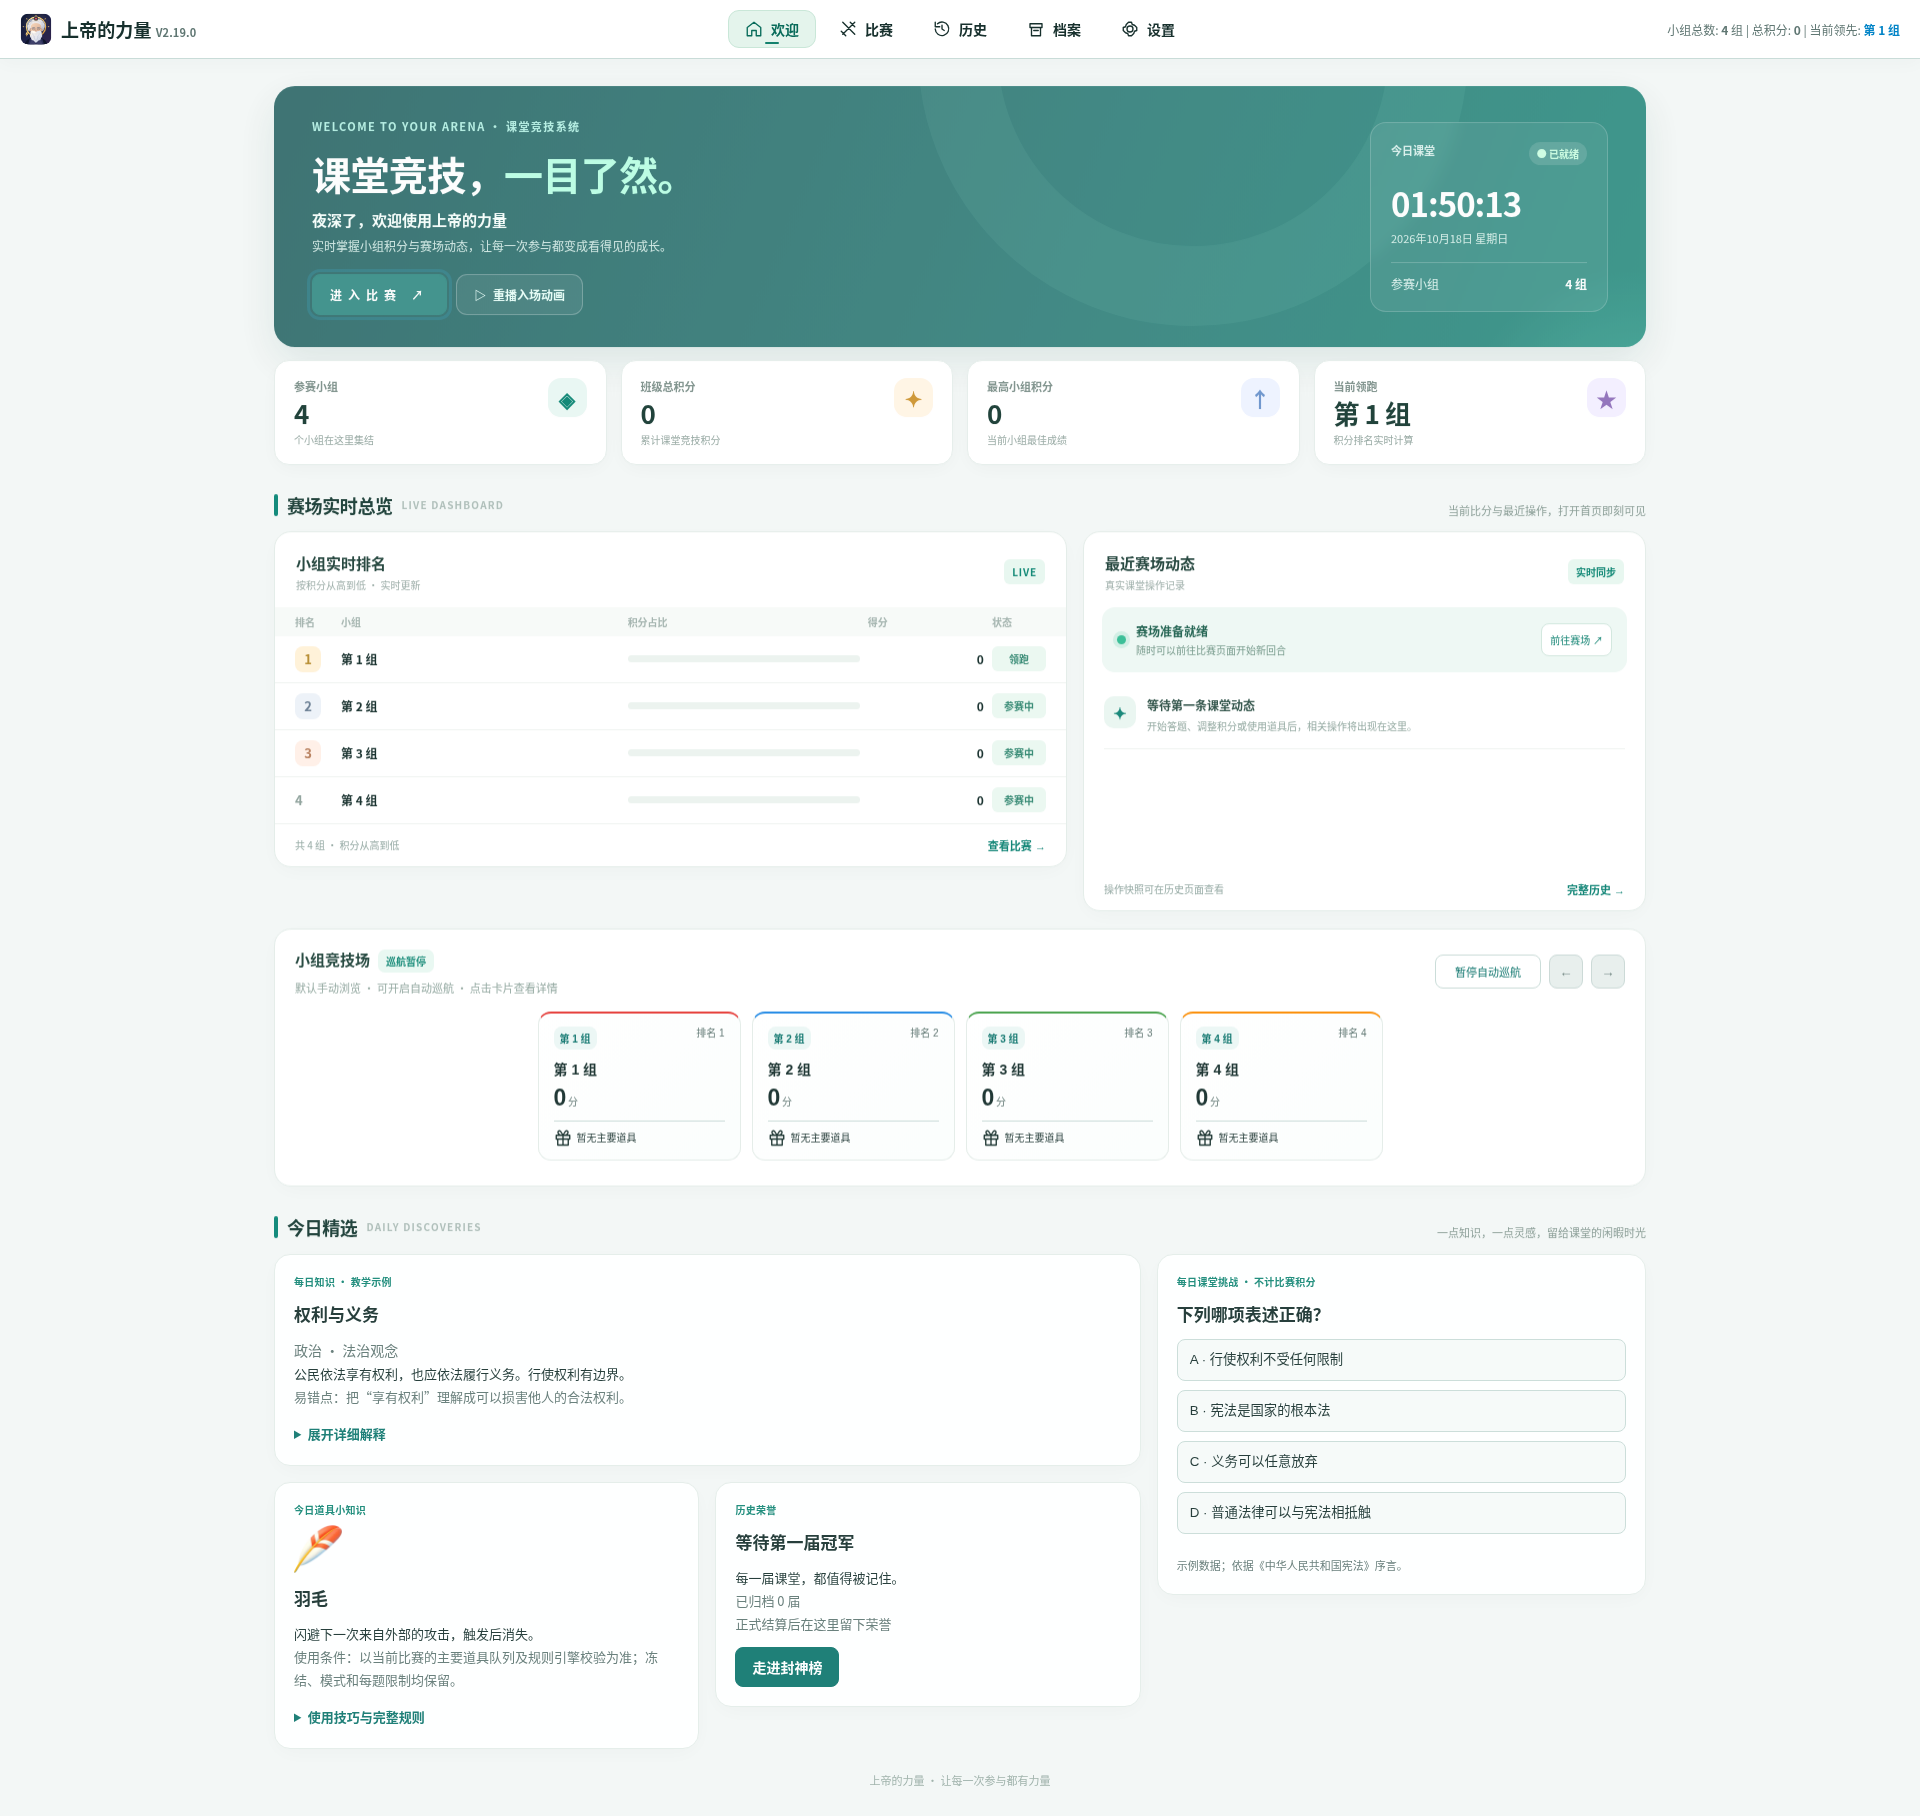 上帝的力量 V2.19.0
欢迎
比赛
历史
档案
设置
小组总数: 4 组 | 总积分: 0 | 当前领先: 第 1 组
WELCOME TO YOUR ARENA · 课堂竞技系统
课堂竞技，一目了然。
夜深了，欢迎使用上帝的力量
实时掌握小组积分与赛场动态，让每一次参与都变成看得见的成长。
进入比赛 ↗
▷ 重播入场动画
今日课堂
已就绪
01:50:13
2026年10月18日 星期日
参赛小组
4 组
参赛小组
4
个小组在这里集结
班级总积分
0
累计课堂竞技积分
最高小组积分
0
当前小组最佳成绩
当前领跑
第 1 组
积分排名实时计算
赛场实时总览 LIVE DASHBOARD
当前比分与最近操作，打开首页即刻可见
小组实时排名
按积分从高到低 · 实时更新
LIVE
排名 小组 积分占比 得分 状态
1 第 1 组 0 领跑
2 第 2 组 0 参赛中
3 第 3 组 0 参赛中
4 第 4 组 0 参赛中
共 4 组 · 积分从高到低
查看比赛 →
最近赛场动态
真实课堂操作记录
实时同步
赛场准备就绪
随时可以前往比赛页面开始新回合
前往赛场 ↗
等待第一条课堂动态
开始答题、调整积分或使用道具后，相关操作将出现在这里。
操作快照可在历史页面查看
完整历史 →
小组竞技场 巡航暂停
默认手动浏览 · 可开启自动巡航 · 点击卡片查看详情
暂停自动巡航
←
→
第 1 组 排名 1
第 1 组
0 分
暂无主要道具
第 2 组 排名 2
第 2 组
0 分
暂无主要道具
第 3 组 排名 3
第 3 组
0 分
暂无主要道具
第 4 组 排名 4
第 4 组
0 分
暂无主要道具
今日精选 DAILY DISCOVERIES
一点知识，一点灵感，留给课堂的闲暇时光
每日知识 · 教学示例
权利与义务
政治 · 法治观念
公民依法享有权利，也应依法履行义务。行使权利有边界。
易错点：把“享有权利”理解成可以损害他人的合法权利。
展开详细解释
每日课堂挑战 · 不计比赛积分
下列哪项表述正确？
A · 行使权利不受任何限制
B · 宪法是国家的根本法
C · 义务可以任意放弃
D · 普通法律可以与宪法相抵触
示例数据；依据《中华人民共和国宪法》序言。
今日道具小知识
羽毛
闪避下一次来自外部的攻击，触发后消失。
使用条件：以当前比赛的主要道具队列及规则引擎校验为准；冻
结、模式和每题限制均保留。
使用技巧与完整规则
历史荣誉
等待第一届冠军
每一届课堂，都值得被记住。
已归档 0 届
正式结算后在这里留下荣誉
走进封神榜
上帝的力量 · 让每一次参与都有力量